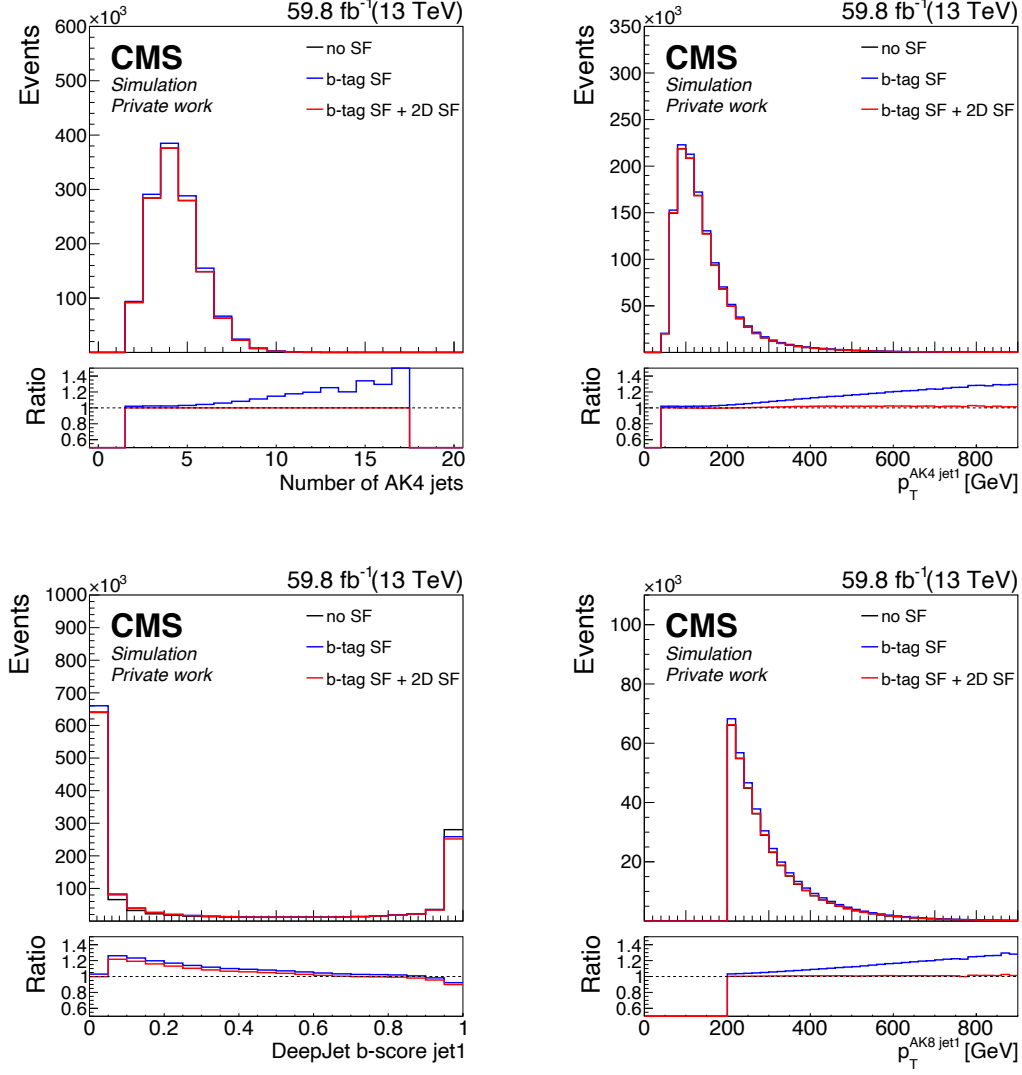 ×10³ 59.8 fb⁻¹(13 TeV)
Events
600
500
400
300
200
100
CMS
Simulation
Private work
no SF
b-tag SF
b-tag SF + 2D SF
Ratio
1.4
1.2
1
0.8
0.6
0 5 10 15 20
Number of AK4 jets
×10³ 59.8 fb⁻¹(13 TeV)
Events
350
300
250
200
150
100
50
CMS
Simulation
Private work
no SF
b-tag SF
b-tag SF + 2D SF
Ratio
1.4
1.2
1
0.8
0.6
0 200 400 600 800
p_T^AK4 jet1 [GeV]
×10³ 59.8 fb⁻¹(13 TeV)
Events
1000
900
800
700
600
500
400
300
200
100
CMS
Simulation
Private work
no SF
b-tag SF
b-tag SF + 2D SF
Ratio
1.4
1.2
1
0.8
0.6
0 0.2 0.4 0.6 0.8 1
DeepJet b-score jet1
×10³ 59.8 fb⁻¹(13 TeV)
Events
100
80
60
40
20
CMS
Simulation
Private work
no SF
b-tag SF
b-tag SF + 2D SF
Ratio
1.4
1.2
1
0.8
0.6
0 200 400 600 800
p_T^AK8 jet1 [GeV]